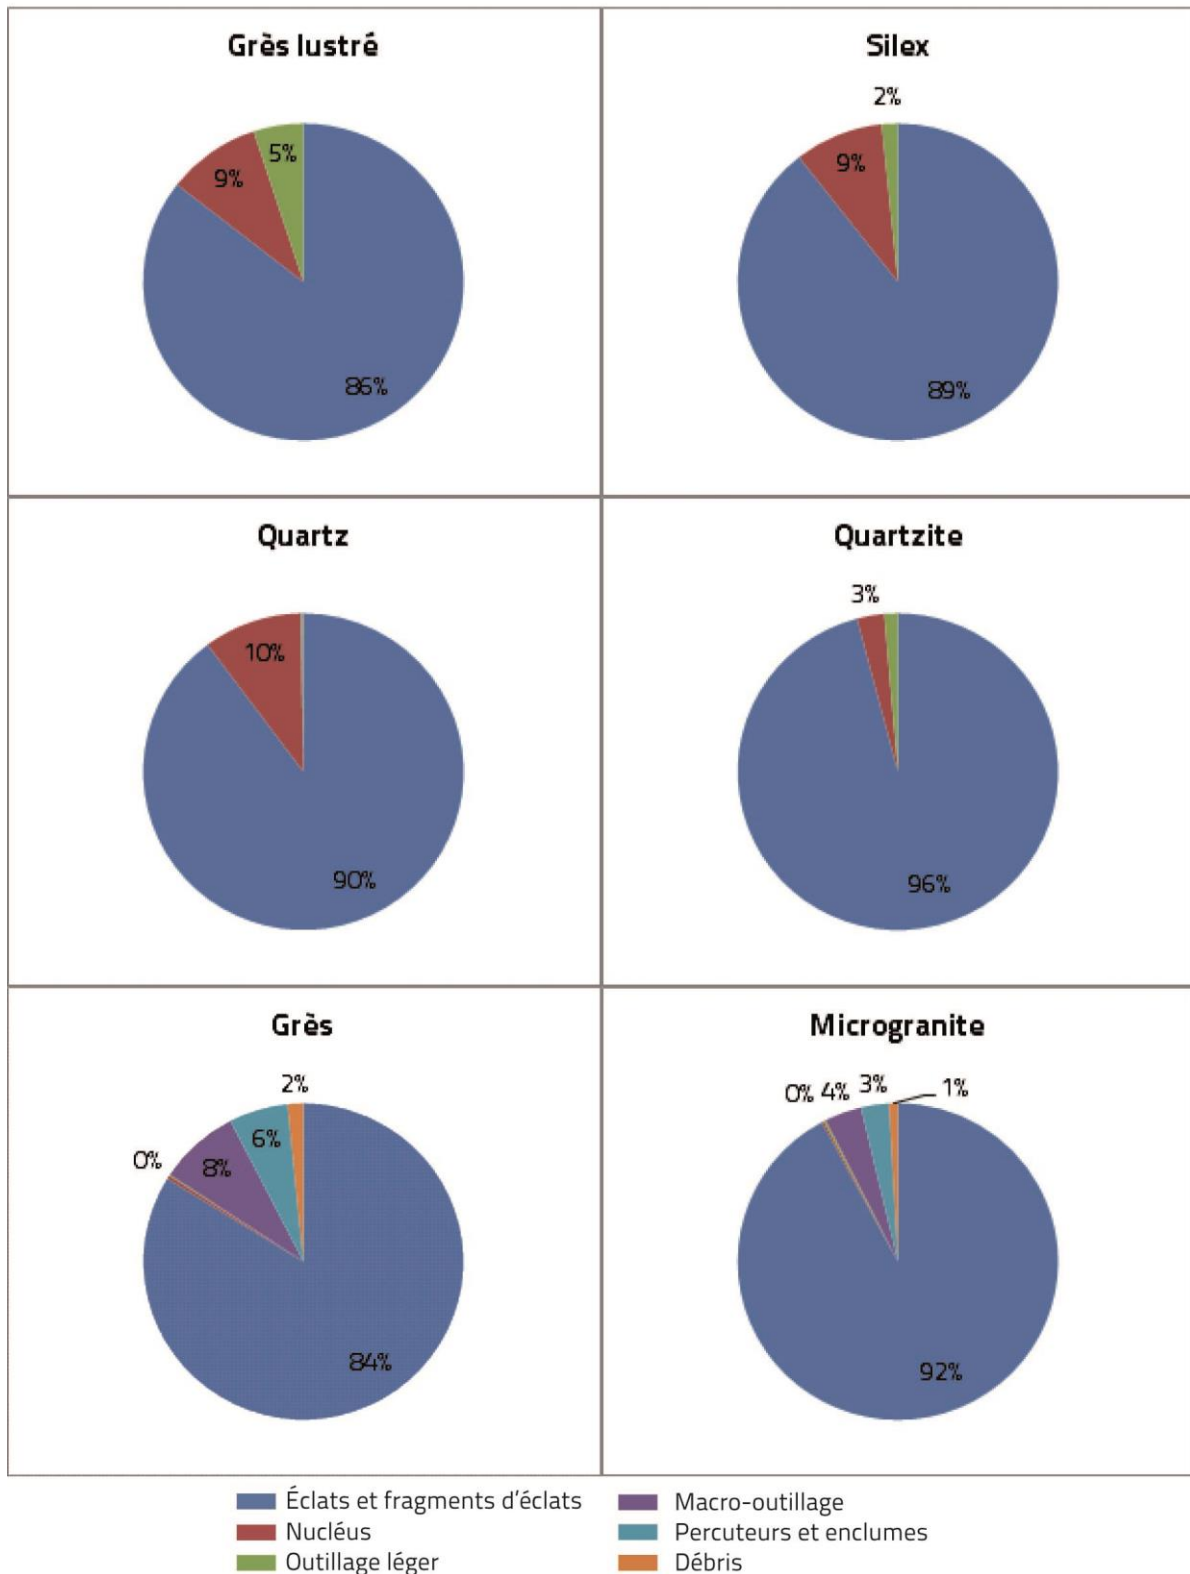 Grès lustré
5%
9%
86%
Silex
2%
9%
89%
Quartz
10%
90%
Quartzite
3%
96%
Grès
2%
6%
8%
0%
84%
Microgranite
0%
4%
3%
1%
92%
Éclats et fragments d'éclats
Nucléus
Outillage léger
Macro-outillage
Percuteurs et enclumes
Débris